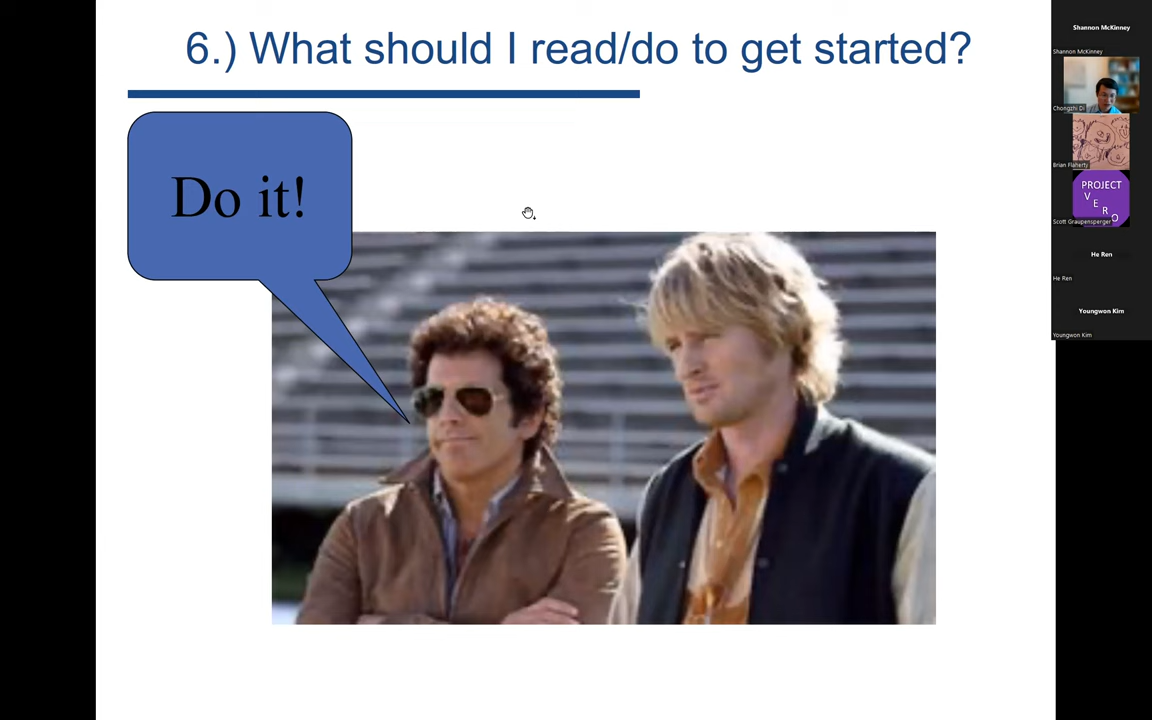 6.) What should I read/do to get started?
Do it!
Shannon McKinney
Shannon McKinney
Chongzhi Di
Brian Flaherty
PROJECT
V
E
R
O
Scott Graupensperger
He Ren
He Ren
Youngwon Kim
Youngwon Kim